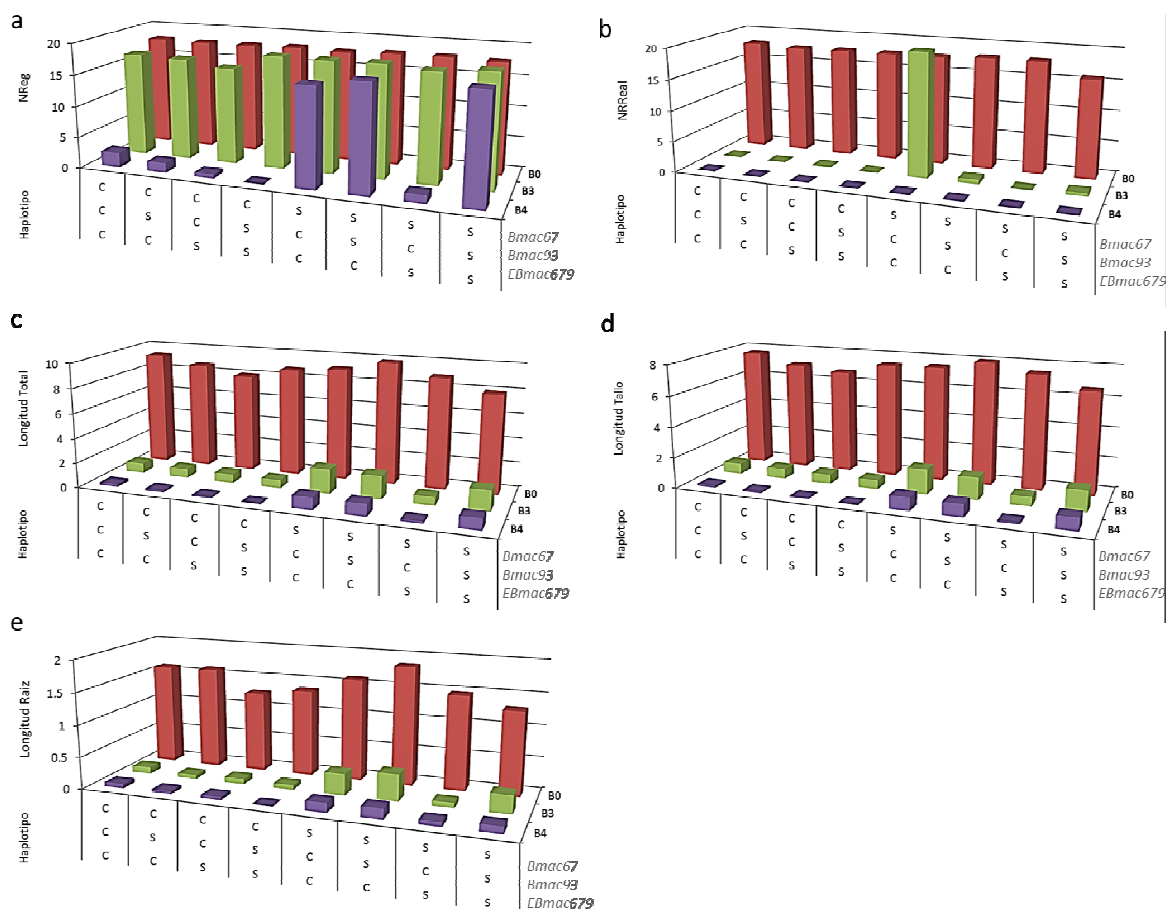 a
20
15
10
5
0
NReg
Haplotipo
C C C C S S S S
C S C S C S C S
C C S S C C S S
B0
B3
B4
Bmac67
Bmac93
EBmac679
b
20
15
10
5
0
NRReal
Haplotipo
C C C C S S S S
C S C S C S C S
C C S S C C S S
B0
B3
B4
Bmac67
Bmac93
EBmac679
c
10
8
6
4
2
0
Longitud Total
Haplotipo
C C C C S S S S
C S C S C S C S
C C S S C C S S
B0
B3
B4
Bmac67
Bmac93
EBmac679
d
8
6
4
2
0
Longitud Tallo
Haplotipo
C C C C S S S S
C S C S C S C S
C C S S C C S S
B0
B3
B4
Bmac67
Bmac93
EBmac679
e
2
1.5
1
0.5
0
Longitud Raiz
Haplotipo
C C C C S S S S
C S C S C S C S
C C S S C C S S
B0
B3
B4
Bmac67
Bmac93
EBmac679